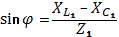 sin φ = (X_{L_1} − X_{C_1}) / Z_1